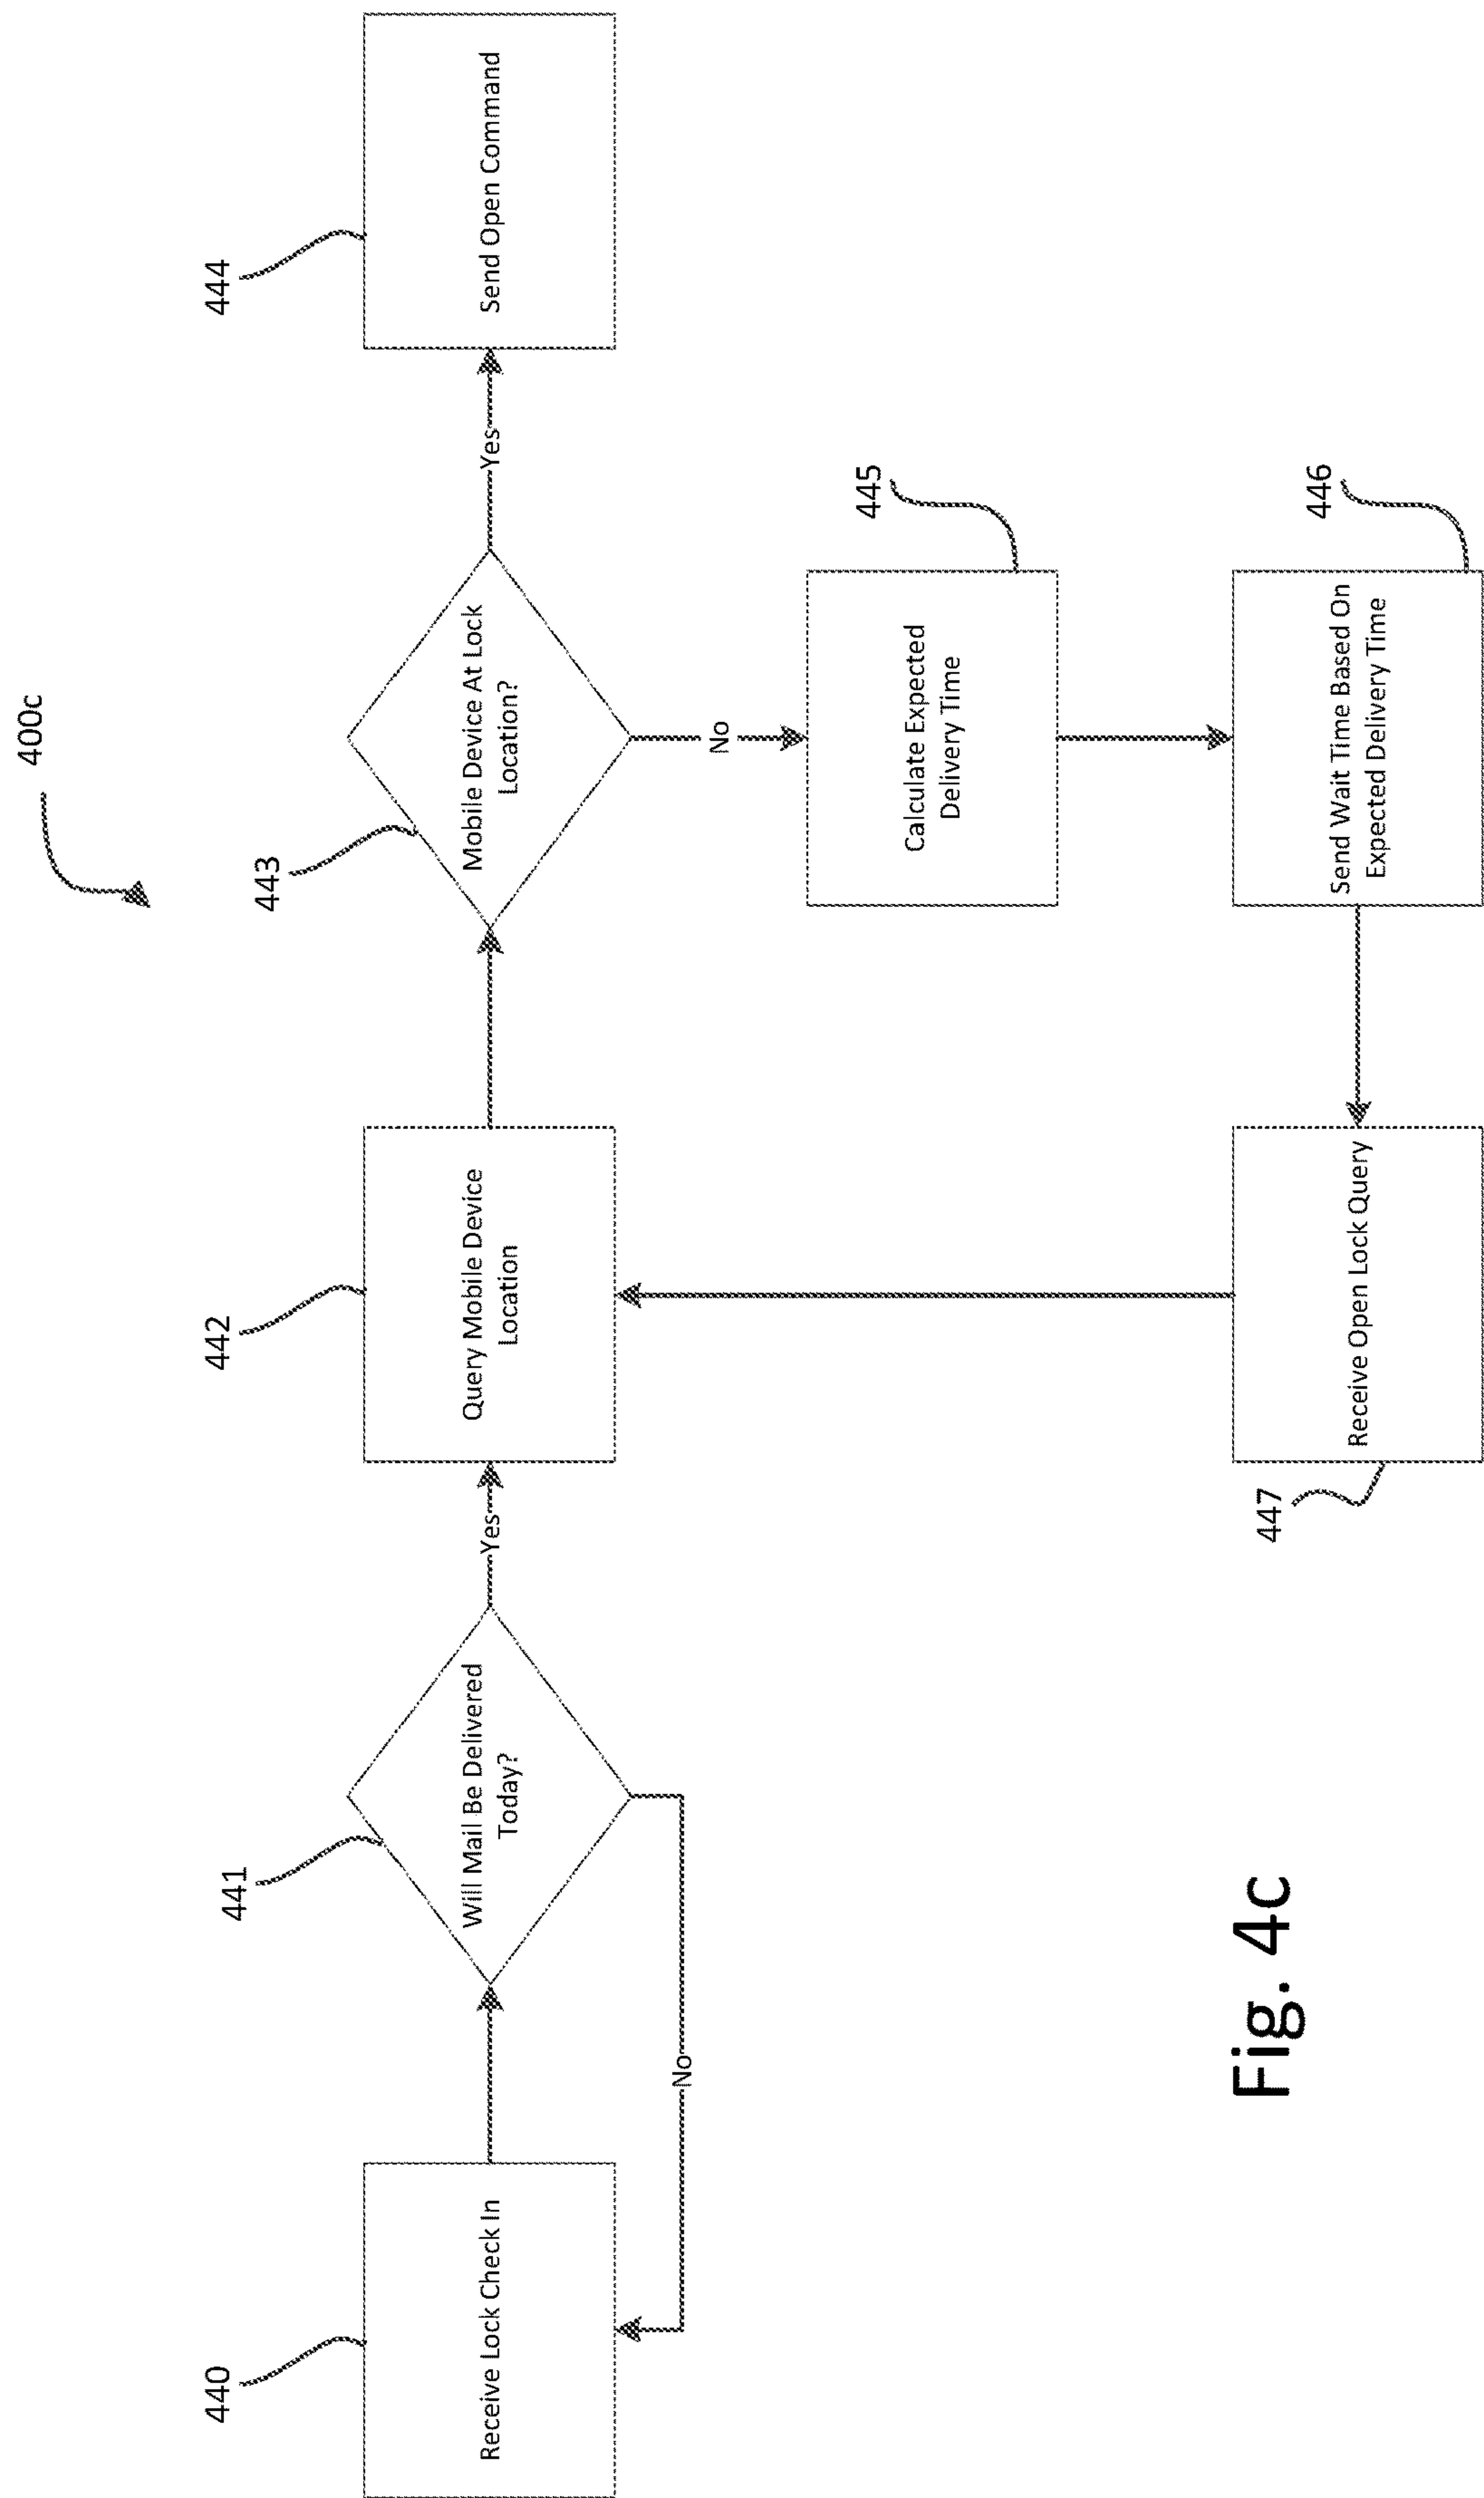 400c
440
Receive Lock Check In
441
Will Mail Be Delivered
Today?
Yes
No
442
Query Mobile Device
Location
443
Mobile Device At Lock
Location?
Yes
444
Send Open Command
No
445
Calculate Expected
Delivery Time
446
Send Wait Time Based On
Expected Delivery Time
447
Receive Open Lock Query
Fig. 4c